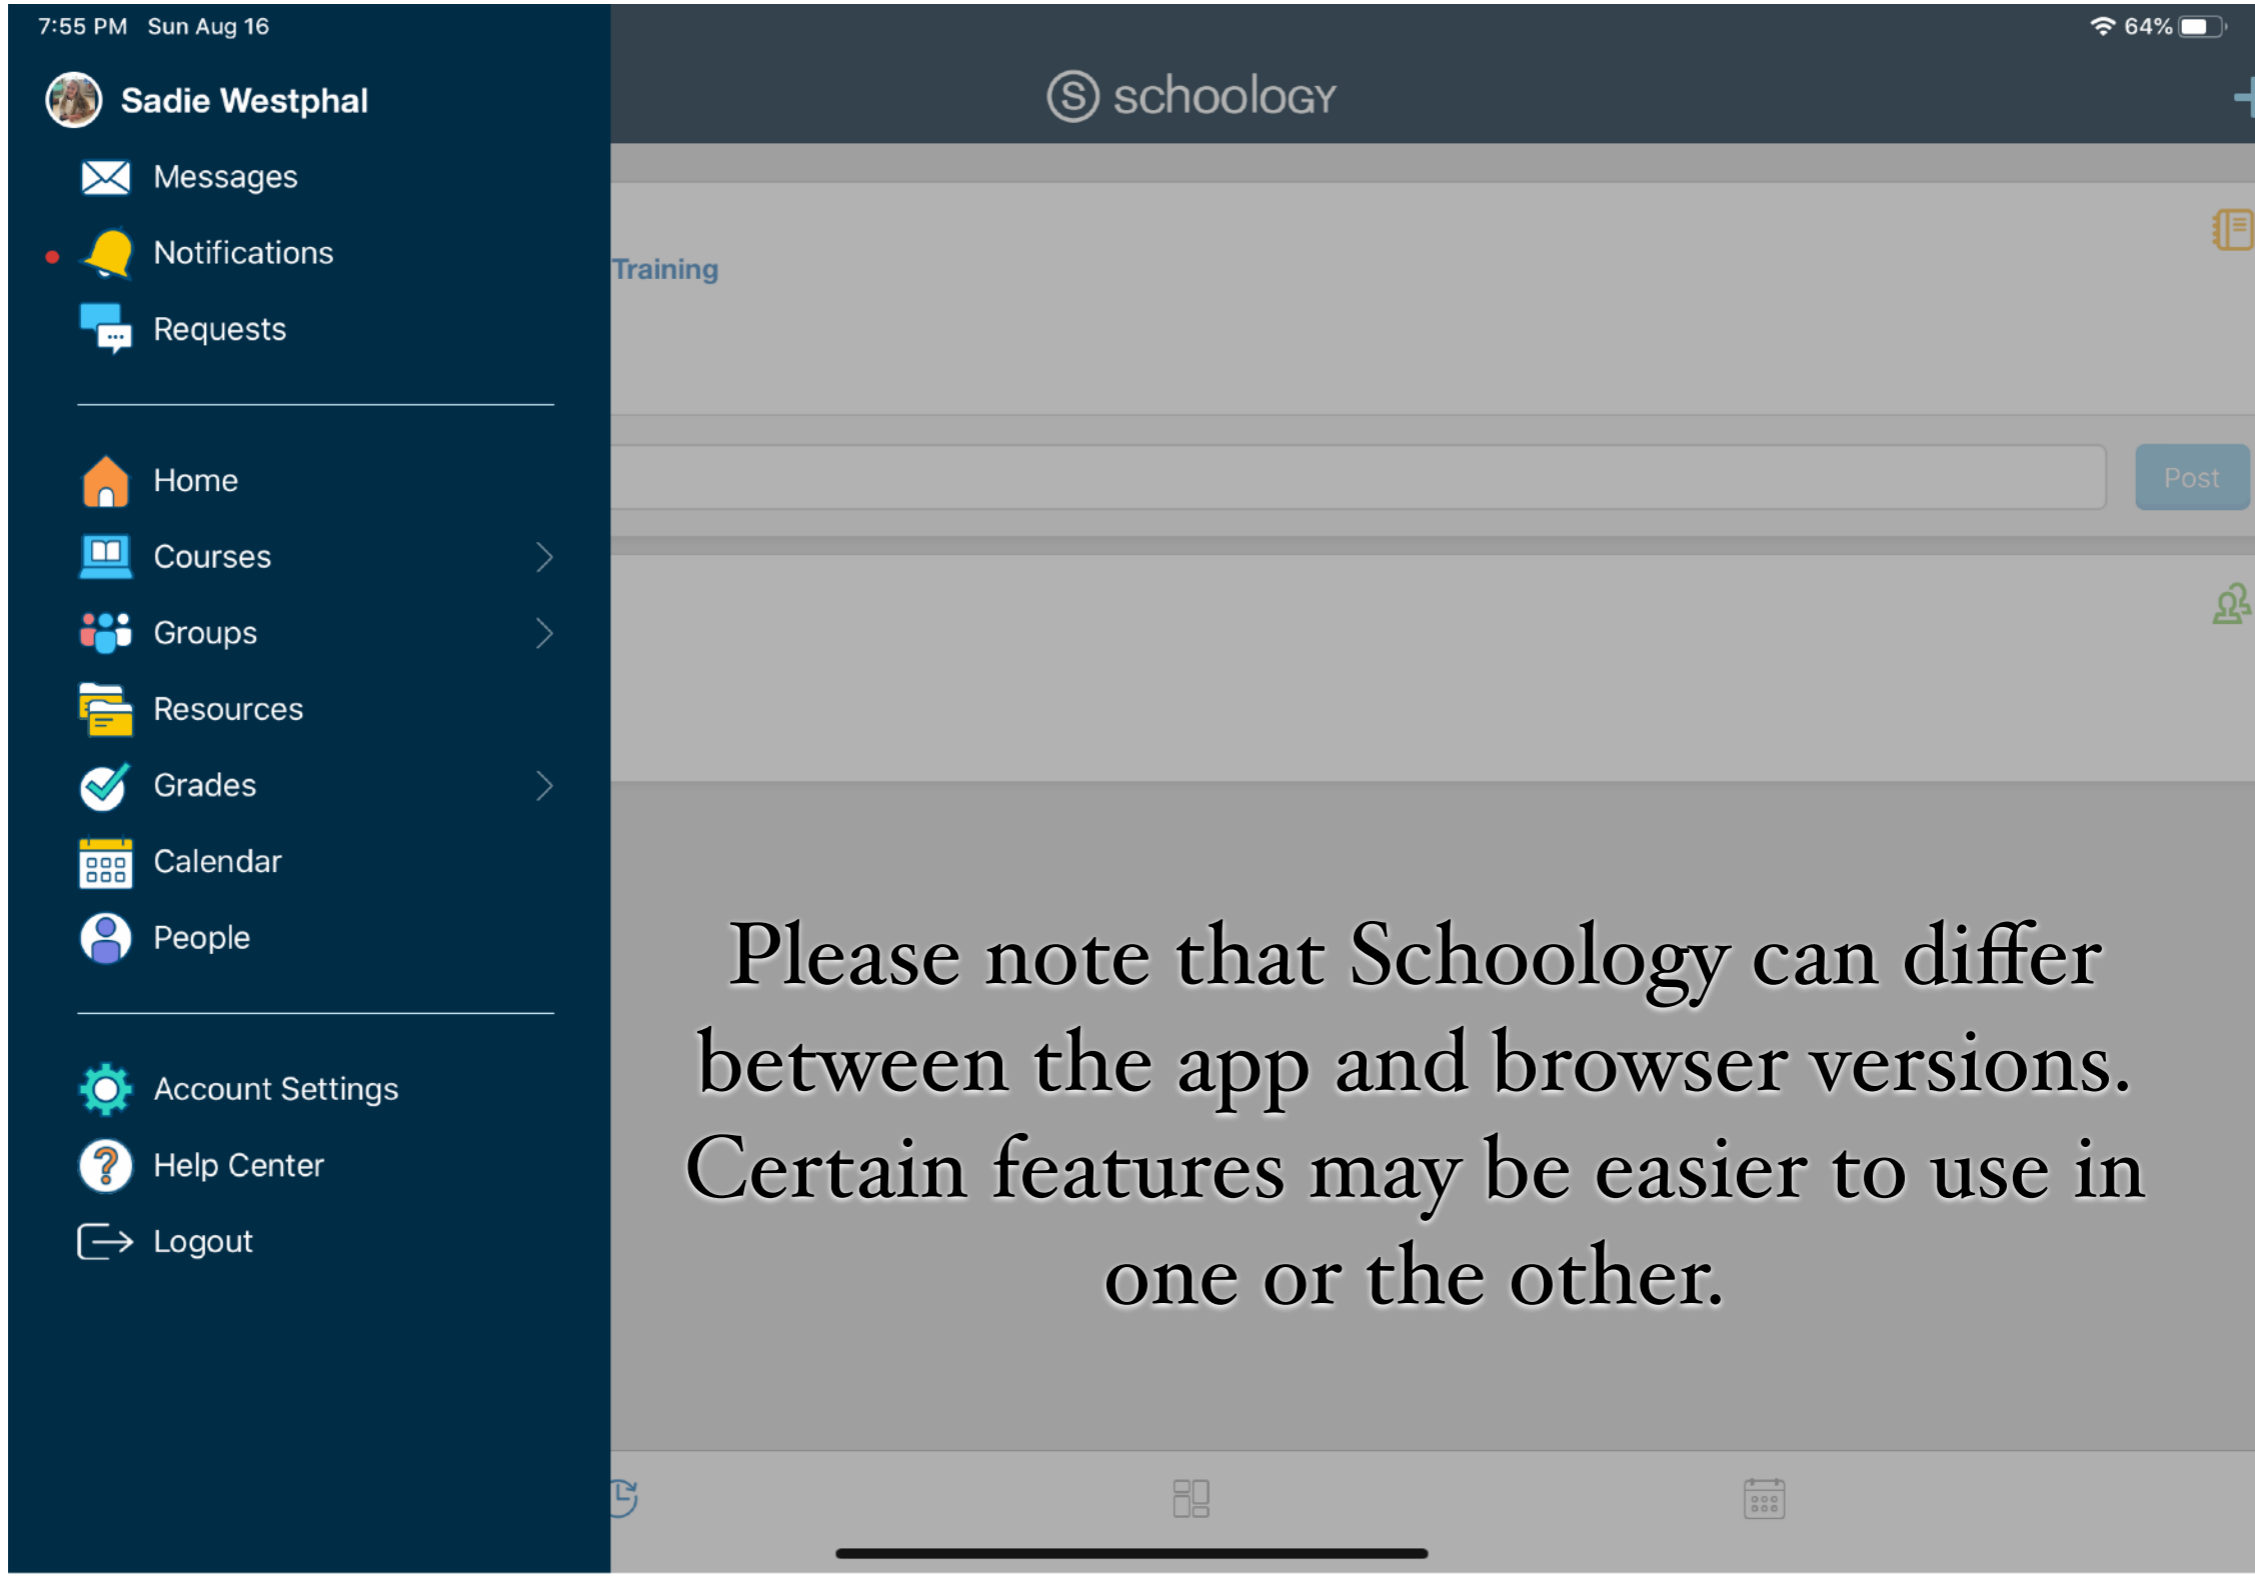 7:55 PM Sun Aug 16
64%
Sadie Westphal
schoology
Messages
Notifications
Training
Requests
Home
Post
Courses
Groups
Resources
Grades
Calendar
People
Please note that Schoology can differ
between the app and browser versions.
Certain features may be easier to use in
one or the other.
Account Settings
Help Center
Logout